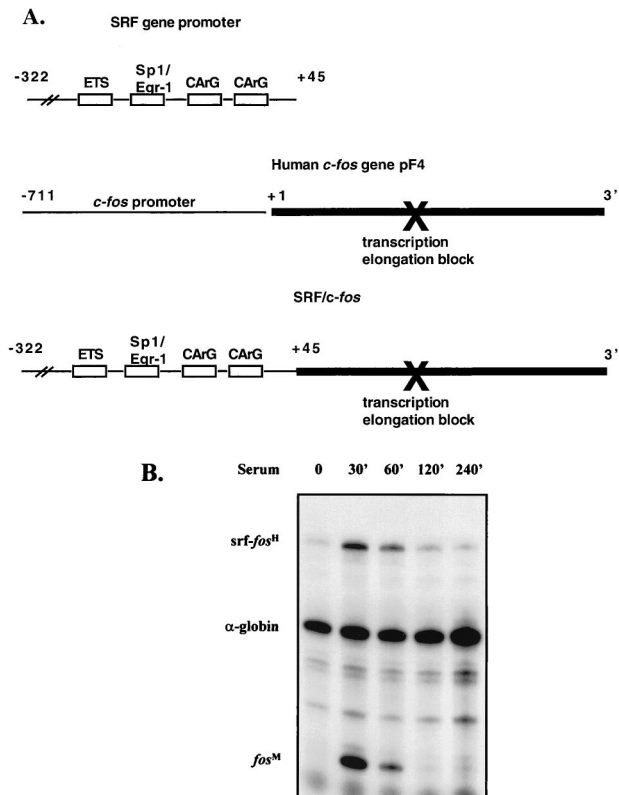 A.
SRF gene promoter
-322 ETS Sp1/ Egr-1 CArG CArG +45
Human c-fos gene pF4
-711 c-fos promoter +1 3'
X
transcription
elongation block
SRF/c-fos
-322 ETS Sp1/ Egr-1 CArG CArG +45 3'
X
transcription
elongation block
B.
Serum 0 30' 60' 120' 240'
srf-fosH
α-globin
fosM